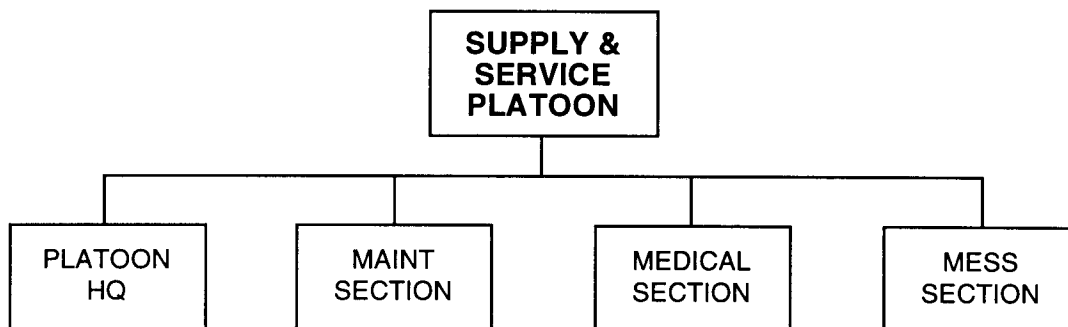 SUPPLY &
SERVICE
PLATOON
PLATOON
HQ
MAINT
SECTION
MEDICAL
SECTION
MESS
SECTION